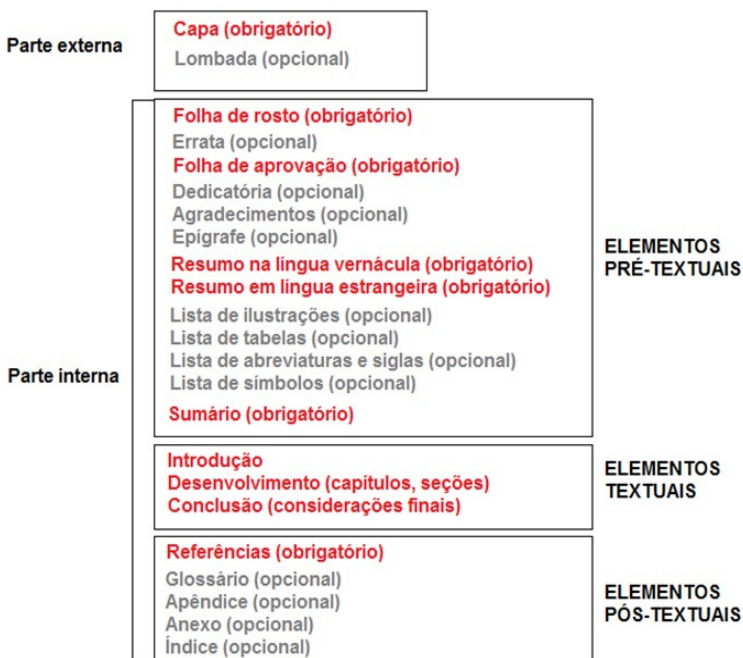 Parte externa
Capa (obrigatório)
Lombada (opcional)
Parte interna
Folha de rosto (obrigatório)
Errata (opcional)
Folha de aprovação (obrigatório)
Dedicatória (opcional)
Agradecimentos (opcional)
Epígrafe (opcional)
Resumo na língua vernácula (obrigatório)
Resumo em língua estrangeira (obrigatório)
Lista de ilustrações (opcional)
Lista de tabelas (opcional)
Lista de abreviaturas e siglas (opcional)
Lista de símbolos (opcional)
Sumário (obrigatório)
ELEMENTOS
PRÉ-TEXTUAIS
Introdução
Desenvolvimento (capítulos, seções)
Conclusão (considerações finais)
ELEMENTOS
TEXTUAIS
Referências (obrigatório)
Glossário (opcional)
Apêndice (opcional)
Anexo (opcional)
Índice (opcional)
ELEMENTOS
PÓS-TEXTUAIS